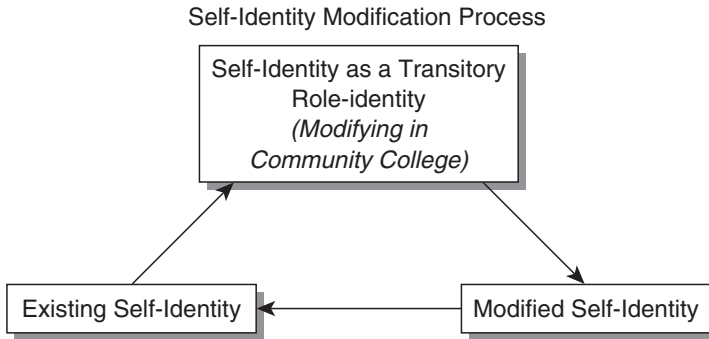 Self-Identity Modification Process
Self-Identity as a Transitory
Role-identity
(Modifying in
Community College)
Existing Self-Identity
Modified Self-Identity